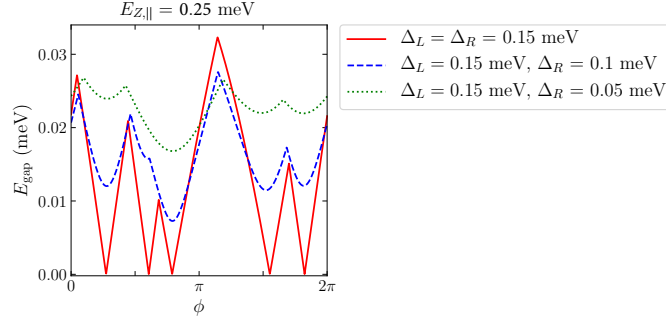 E_{Z,||} = 0.25 meV
Δ_L = Δ_R = 0.15 meV
Δ_L = 0.15 meV, Δ_R = 0.1 meV
Δ_L = 0.15 meV, Δ_R = 0.05 meV
E_gap (meV)
0.03
0.02
0.01
0.00
0 π 2π
ϕ